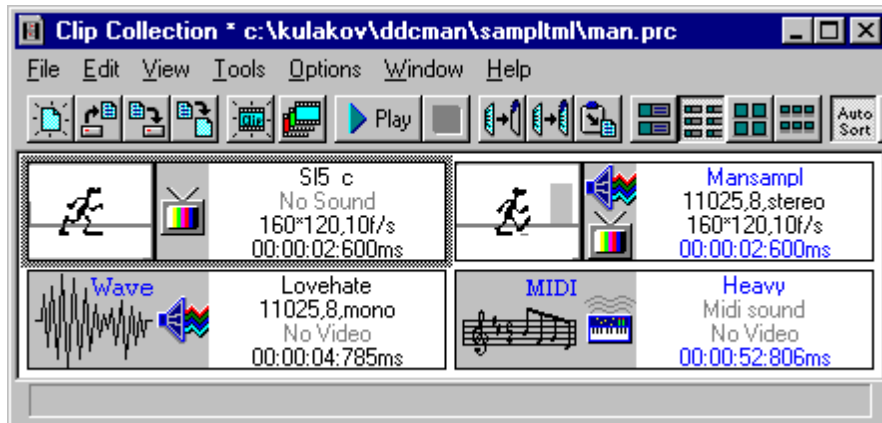 Clip Collection * c:\kulakov\ddcman\sampltml\man.prc
File Edit View Tools Options Window Help
Clip
Play
Auto
Sort
SI5 c
No Sound
160*120,10f/s
00:00:02:600ms
Mansampl
11025,8,stereo
160*120,10f/s
00:00:02:600ms
Wave
Lovehate
11025,8,mono
No Video
00:00:04:785ms
MIDI
Heavy
Midi sound
No Video
00:00:52:806ms